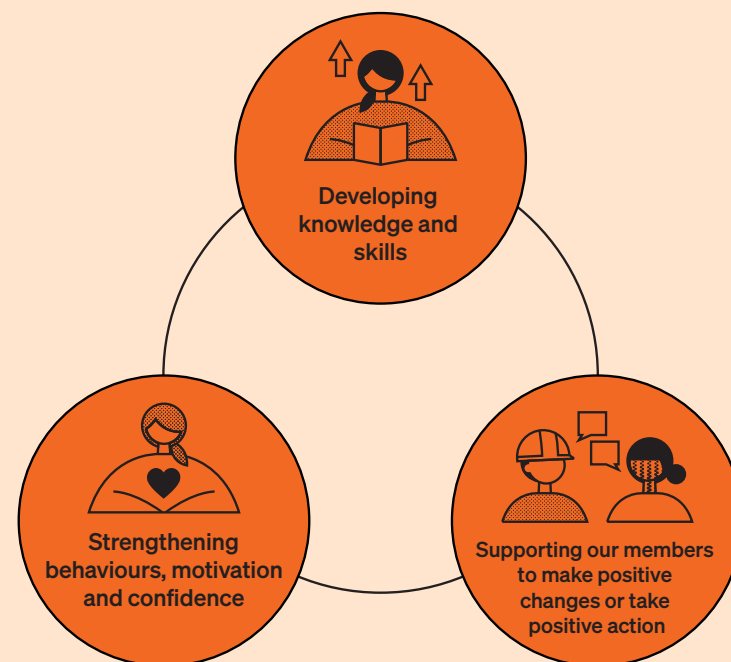 Developing
knowledge and
skills
Strengthening
behaviours, motivation
and confidence
Supporting our members
to make positive
changes or take
positive action